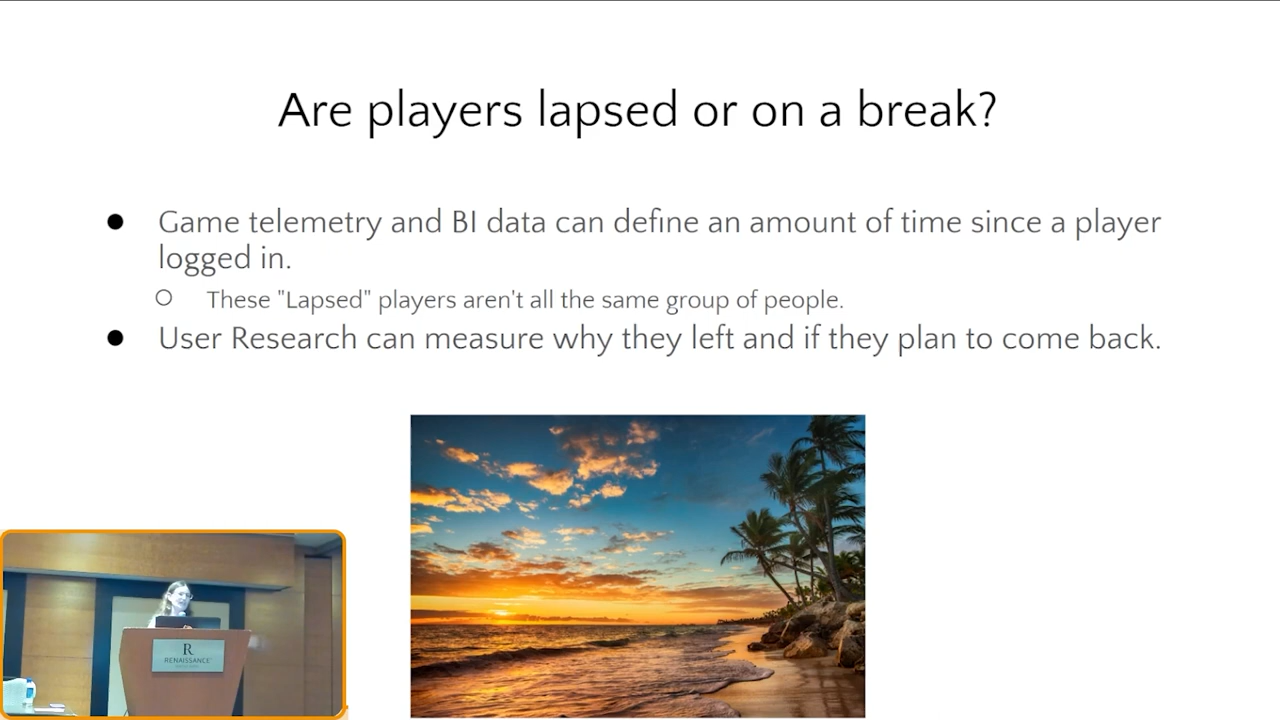 Are players lapsed or on a break?
● Game telemetry and BI data can define an amount of time since a player
logged in.
○ These "Lapsed" players aren't all the same group of people.
● User Research can measure why they left and if they plan to come back.
R
RENAISSANCE